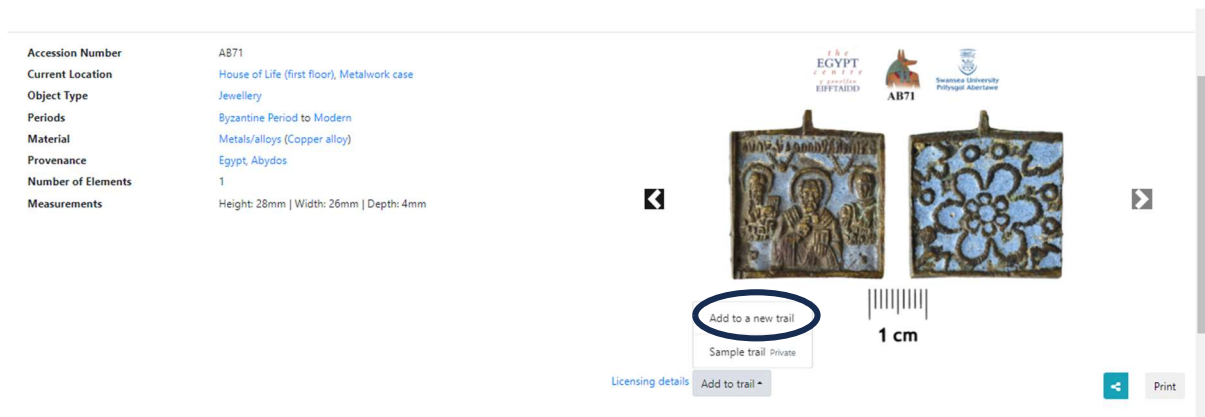 Accession Number AB71
Current Location House of Life (first floor), Metalwork case
Object Type Jewellery
Periods Byzantine Period to Modern
Material Metals/alloys (Copper alloy)
Provenance Egypt, Abydos
Number of Elements 1
Measurements Height: 28mm | Width: 26mm | Depth: 4mm
the
EGYPT
centre
y ganolfan
EIFFTAIDD
AB71
Swansea University
Prifysgol Abertawe
1 cm
Add to a new trail
Sample trail Private
Licensing details Add to trail
Print